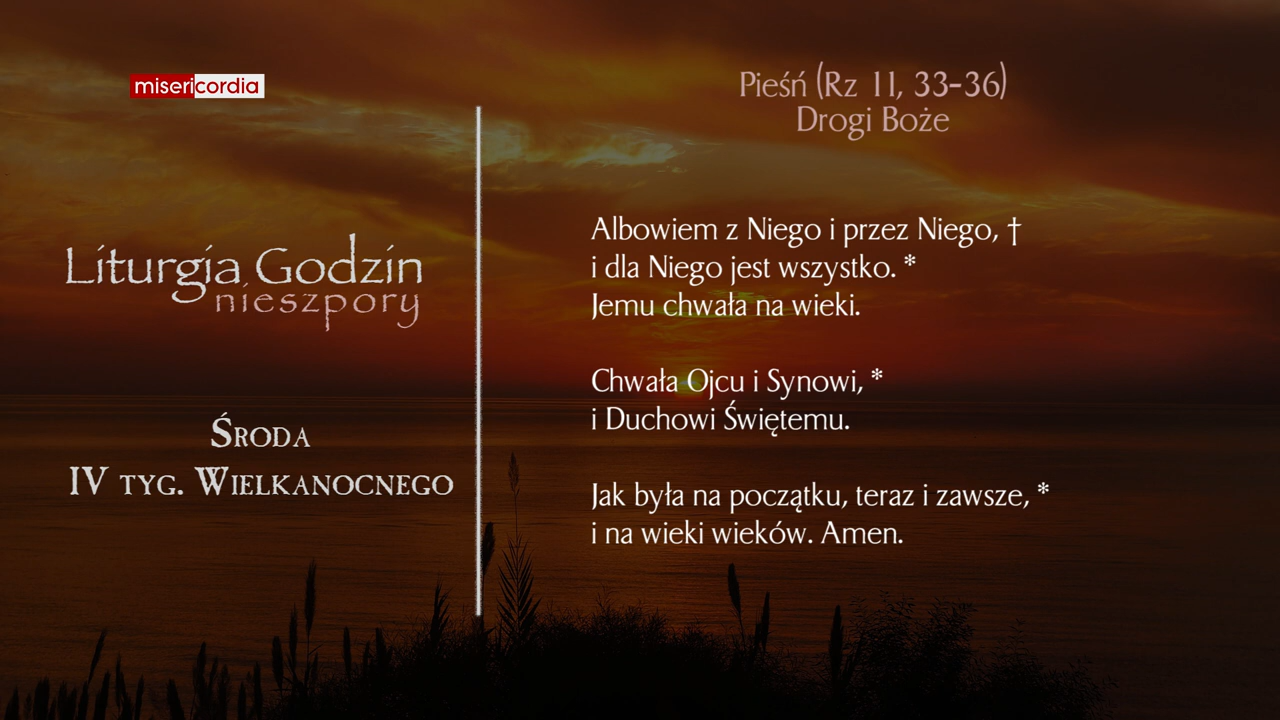 misericordia
Liturgia Godzin
nieszpory
Środa
IV tyg. Wielkanocnego
Pieśń (Rz 11, 33-36)
Drogi Boże
Albowiem z Niego i przez Niego, †
i dla Niego jest wszystko. *
Jemu chwała na wieki.
Chwała Ojcu i Synowi, *
i Duchowi Świętemu.
Jak była na początku, teraz i zawsze, *
i na wieki wieków. Amen.